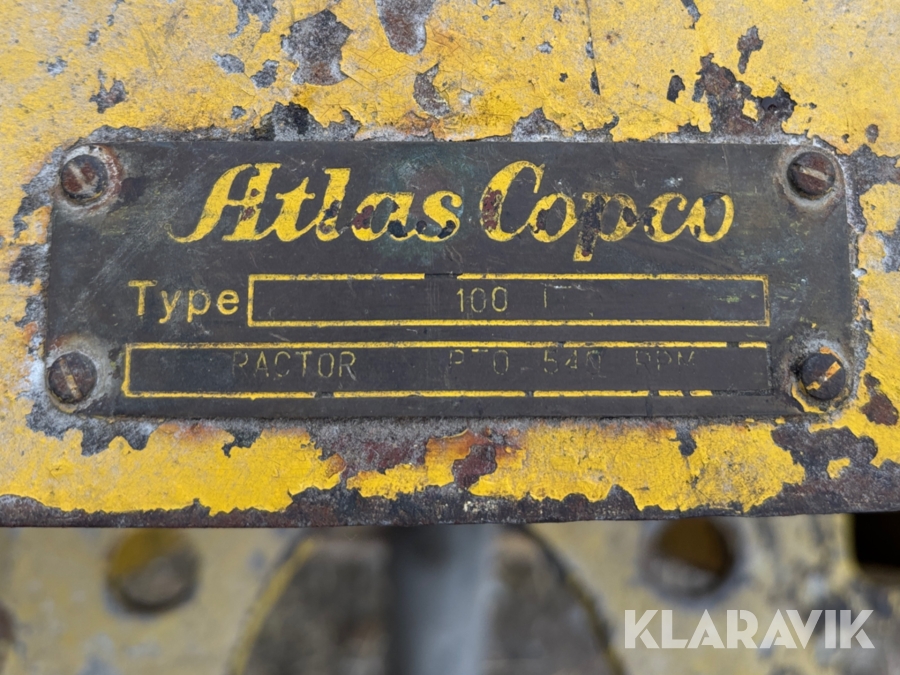 Atlas Copco
Type 100 T
RACTOR PTO 540 RPM
KLARAVIK